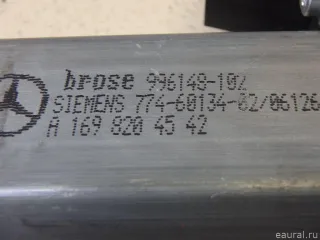 brose 996148-102
SIEMENS 774-60134-02/06126
A 169 820 45 42
eaural.ru